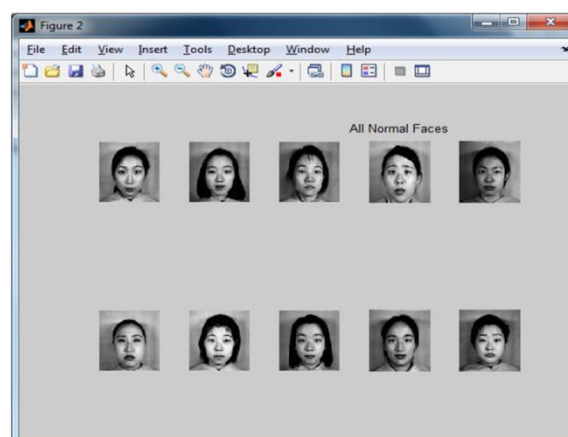 Figure 2
File Edit View Insert Tools Desktop Window Help
All Normal Faces